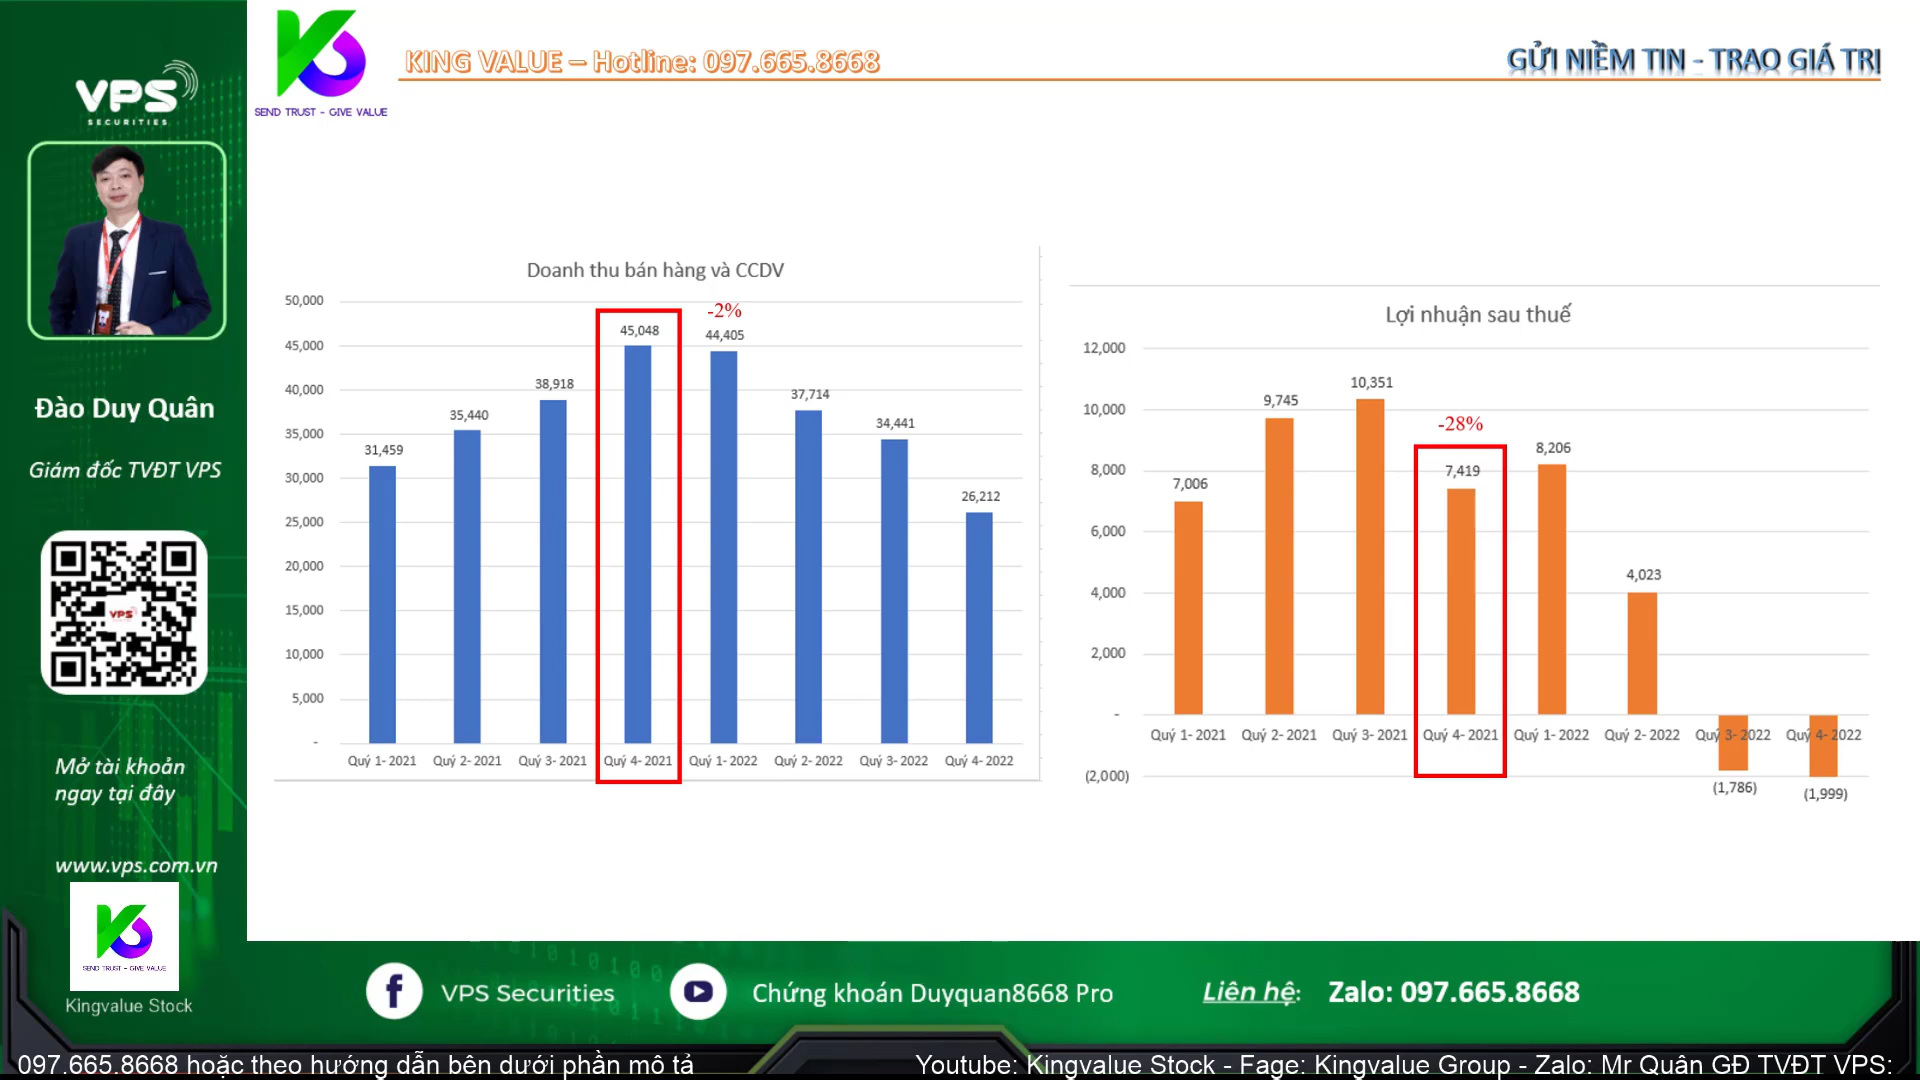 VPS
SECURITIES
Đào Duy Quân
Giám đốc TVĐT VPS
VPS
Mở tài khoản
ngay tại đây
www.vps.com.vn
SEND TRUST - GIVE VALUE
Kingvalue Stock
SEND TRUST - GIVE VALUE
KING VALUE – Hotline: 097.665.8668
GỬI NIỀM TIN - TRAO GIÁ TRỊ
Doanh thu bán hàng và CCDV
50,000
45,000
40,000
35,000
30,000
25,000
20,000
15,000
10,000
5,000
-
31,459
35,440
38,918
45,048
-2%
44,405
37,714
34,441
26,212
Quý 1- 2021
Quý 2- 2021
Quý 3- 2021
Quý 4- 2021
Quý 1- 2022
Quý 2- 2022
Quý 3- 2022
Quý 4- 2022
Lợi nhuận sau thuế
12,000
10,000
8,000
6,000
4,000
2,000
-
(2,000)
7,006
9,745
10,351
-28%
7,419
8,206
4,023
(1,786)
(1,999)
Quý 1- 2021
Quý 2- 2021
Quý 3- 2021
Quý 4- 2021
Quý 1- 2022
Quý 2- 2022
Quý 3- 2022
Quý 4- 2022
VPS Securities
Chứng khoán Duyquan8668 Pro
Liên hệ: Zalo: 097.665.8668
097.665.8668 hoặc theo hướng dẫn bên dưới phần mô tả
Youtube: Kingvalue Stock - Fage: Kingvalue Group - Zalo: Mr Quân GĐ TVĐT VPS: